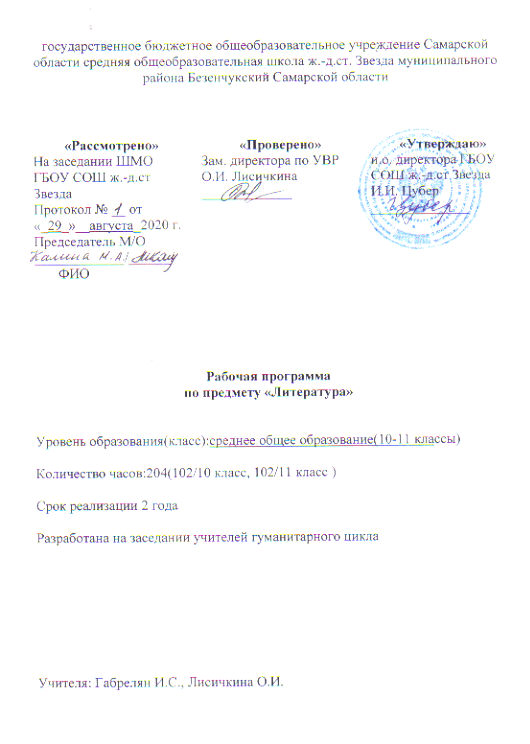 государственное бюджетное общеобразовательное учреждение Самарской
области средняя общеобразовательная школа ж.-д.ст. Звезда муниципального
района Безенчукский Самарской области
«Рассмотрено»
На заседании ШМО
ГБОУ СОШ ж.-д.ст
Звезда
Протокол № 1 от
« 29 » августа 2020 г.
Председатель М/О
Калина Н.А.
ФИО
«Проверено»
Зам. директора по УВР
О.И. Лисичкина
«Утверждаю»
и.о. директора ГБОУ
СОШ ж.-д.ст Звезда
И.И. Цубер
Рабочая программа
по предмету «Литература»
Уровень образования(класс):среднее общее образование(10-11 классы)
Количество часов:204(102/10 класс, 102/11 класс )
Срок реализации 2 года
Разработана на заседании учителей гуманитарного цикла
Учителя: Габрелян И.С., Лисичкина О.И.